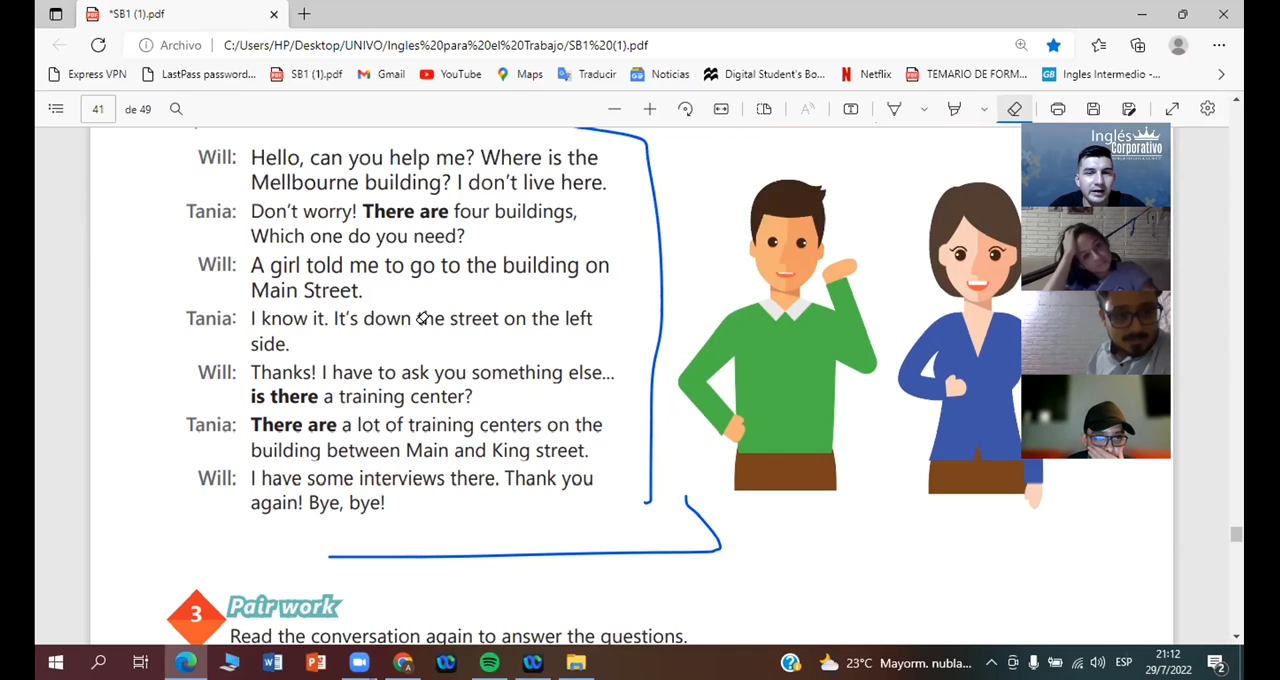 *SB1 (1).pdf
Archivo
C:/Users/HP/Desktop/UNIVO/Ingles%20para%20el%20Trabajo/SB1%20(1).pdf
Express VPN LastPass password... SB1 (1).pdf Gmail YouTube Maps Traducir Noticias Digital Student's Bo... Netflix TEMARIO DE FORM... Ingles Intermedio -...
41 de 49
Will: Hello, can you help me? Where is the
Mellbourne building? I don't live here.
Tania: Don't worry! There are four buildings,
Which one do you need?
Will: A girl told me to go to the building on
Main Street.
Tania: I know it. It's down the street on the left
side.
Will: Thanks! I have to ask you something else...
is there a training center?
Tania: There are a lot of training centers on the
building between Main and King street.
Will: I have some interviews there. Thank you
again! Bye, bye!
Inglés
Corporativo
3 Pair work
Read the conversation again to answer the questions.
23°C Mayorm. nubla... ESP 21:12
29/7/2022
2